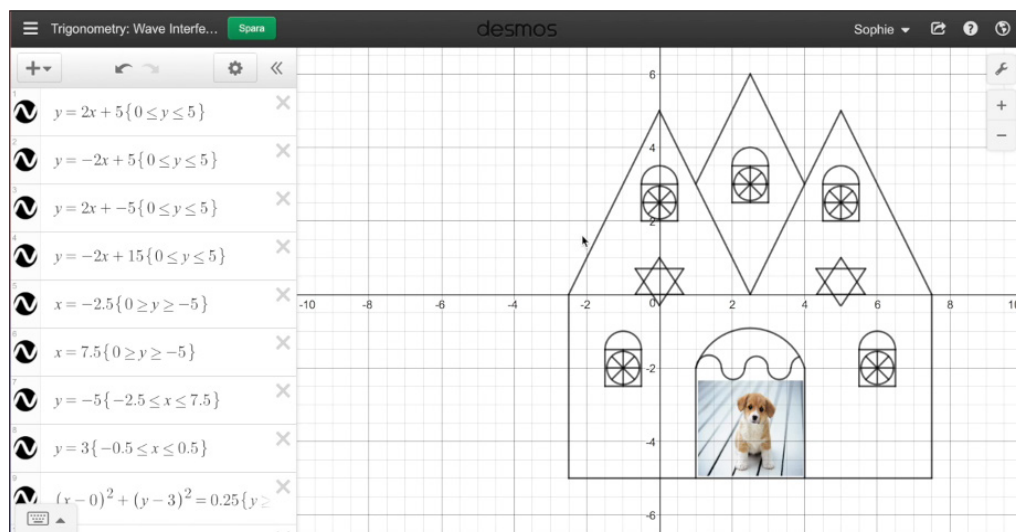 Trigonometry: Wave Interfe...
Spara
desmos
Sophie
1
y = 2x + 5{0 ≤ y ≤ 5}
2
y = −2x + 5{0 ≤ y ≤ 5}
3
y = 2x + −5{0 ≤ y ≤ 5}
4
y = −2x + 15{0 ≤ y ≤ 5}
5
x = −2.5{0 ≥ y ≥ −5}
6
x = 7.5{0 ≥ y ≥ −5}
7
y = −5{−2.5 ≤ x ≤ 7.5}
8
y = 3{−0.5 ≤ x ≤ 0.5}
9
(x − 0)² + (y − 3)² = 0.25{y ≥
6
4
2
-10 -8 -6 -4 -2 0 2 4 6 8 10
-2
-4
-6